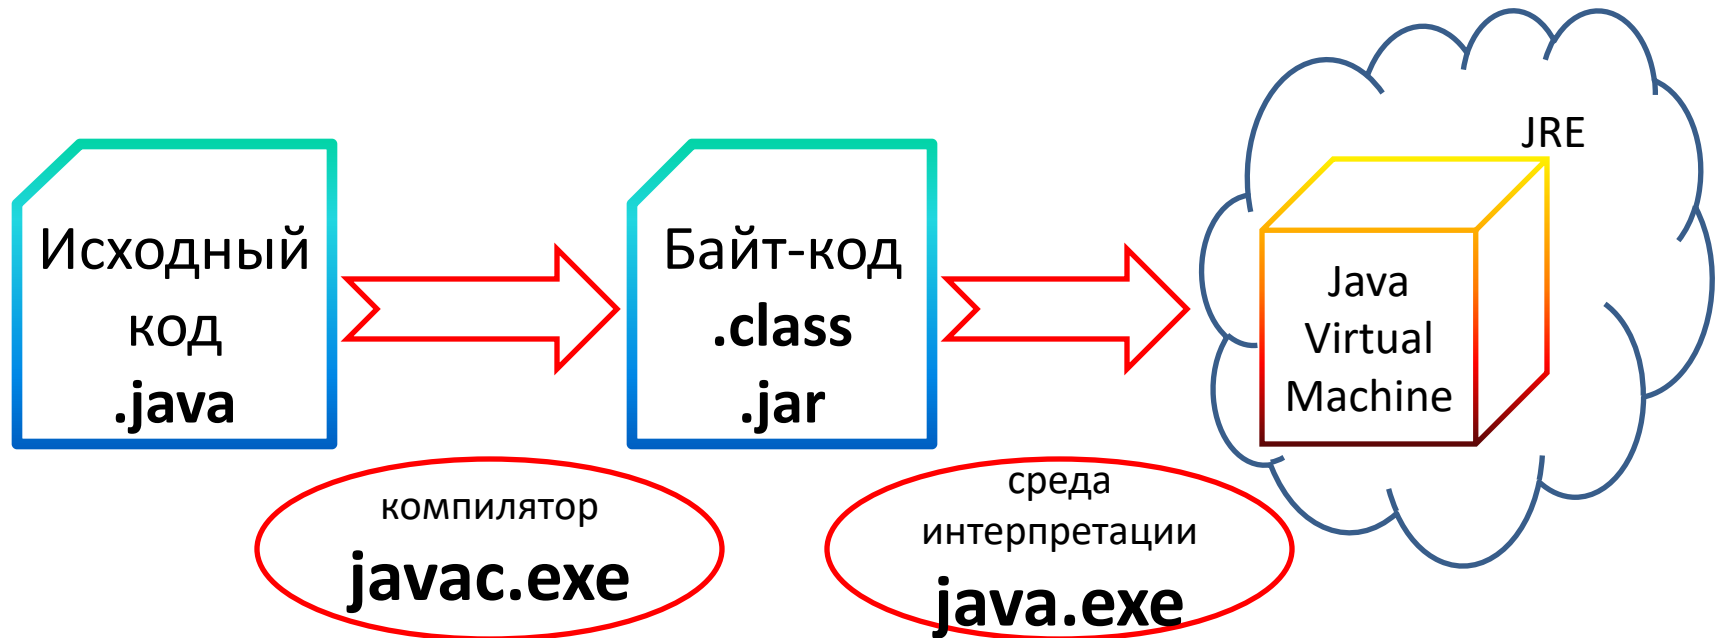 Исходный
код
.java
Байт-код
.class
.jar
JRE
Java
Virtual
Machine
компилятор
javac.exe
среда
интерпретации
java.exe